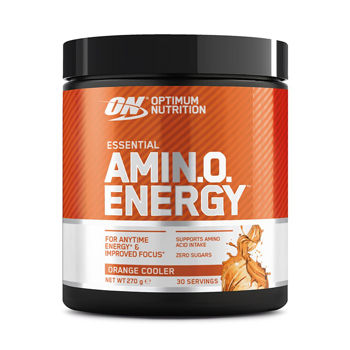 ON OPTIMUM
NUTRITION
ESSENTIAL
AMIN.O.
ENERGY™
FOR ANYTIME
ENERGY* &
IMPROVED FOCUS*
SUPPORTS AMINO
ACID INTAKE
ZERO SUGARS
ORANGE COOLER
NET WT 270 g ℮
30 SERVINGS